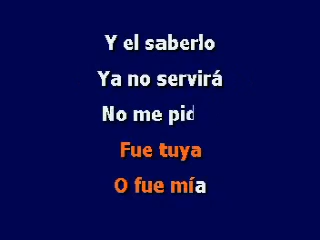 Y el saberlo
Ya no servirá
No me pid
Fue tuya
O fue mía